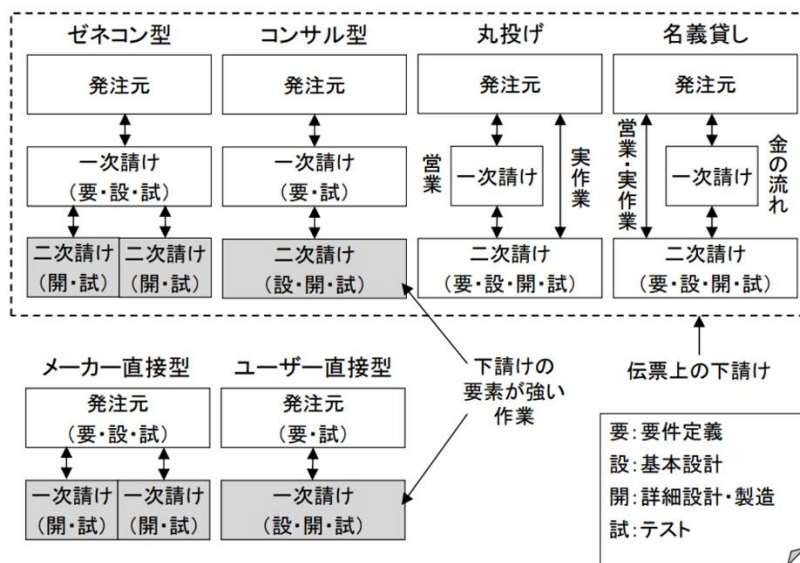 ゼネコン型
コンサル型
丸投げ
名義貸し
発注元
発注元
発注元
発注元
一次請け
(要・設・試)
一次請け
(要・試)
営業
一次請け
実作業
営業・実作業
一次請け
金の流れ
二次請け
(開・試)
二次請け
(開・試)
二次請け
(設・開・試)
二次請け
(要・設・開・試)
二次請け
(要・設・開・試)
メーカー直接型
ユーザー直接型
下請けの
要素が強い
作業
伝票上の下請け
発注元
(要・設・試)
発注元
(要・試)
一次請け
(開・試)
一次請け
(開・試)
一次請け
(設・開・試)
要:要件定義
設:基本設計
開:詳細設計・製造
試:テスト